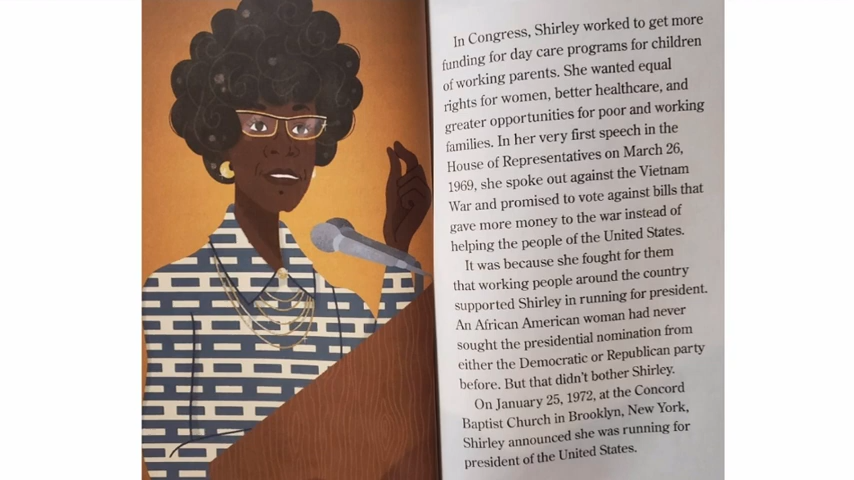 In Congress, Shirley worked to get more
funding for day care programs for children
of working parents. She wanted equal
rights for women, better healthcare, and
greater opportunities for poor and working
families. In her very first speech in the
House of Representatives on March 26,
1969, she spoke out against the Vietnam
War and promised to vote against bills that
gave more money to the war instead of
helping the people of the United States.
It was because she fought for them
that working people around the country
supported Shirley in running for president.
An African American woman had never
sought the presidential nomination from
either the Democratic or Republican party
before. But that didn't bother Shirley.
On January 25, 1972, at the Concord
Baptist Church in Brooklyn, New York,
Shirley announced she was running for
president of the United States.